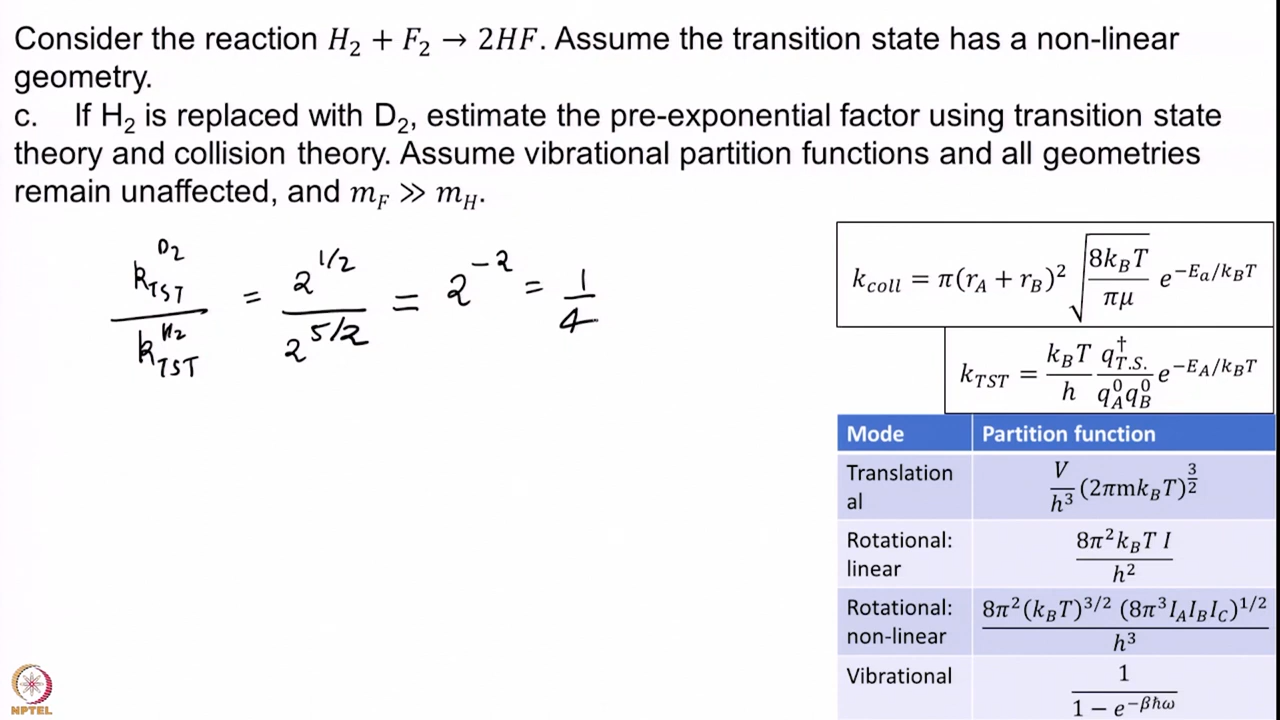 Consider the reaction H₂ + F₂ → 2HF. Assume the transition state has a non-linear
geometry.
c. If H₂ is replaced with D₂, estimate the pre-exponential factor using transition state
theory and collision theory. Assume vibrational partition functions and all geometries
remain unaffected, and m_F ≫ m_H.
k_TST^D₂ / k_TST^H₂ = 2^1/2 / 2^5/2 = 2^-2 = 1/4
k_coll = π(r_A + r_B)² √(8k_BT / πμ) e^(−E_a/k_BT)
k_TST = (k_BT / h) (q†_T.S. / q⁰_A q⁰_B) e^(−E_A/k_BT)
Mode Partition function
Translation
al V/h³ (2πmk_BT)^(3/2)
Rotational:
linear 8π²k_BT I / h²
Rotational:
non-linear 8π²(k_BT)^3/2 (8π³I_AI_BI_C)^1/2 / h³
Vibrational 1 / (1 − e^(−βℏω))
NPTEL